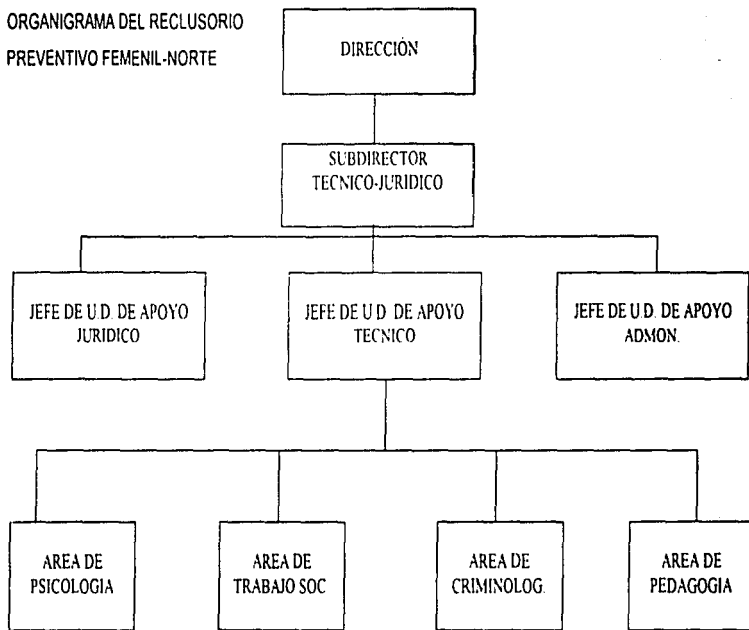 ORGANIGRAMA DEL RECLUSORIO
PREVENTIVO FEMENIL-NORTE
DIRECCIÓN
SUBDIRECTOR
TECNICO-JURIDICO
JEFE DE U.D. DE APOYO
JURIDICO
JEFE DE U.D. DE APOYO
TECNICO
JEFE DE U.D. DE APOYO
ADMON.
AREA DE
PSICOLOGIA
AREA DE
TRABAJO SOC
AREA DE
CRIMINOLOG.
AREA DE
PEDAGOGIA